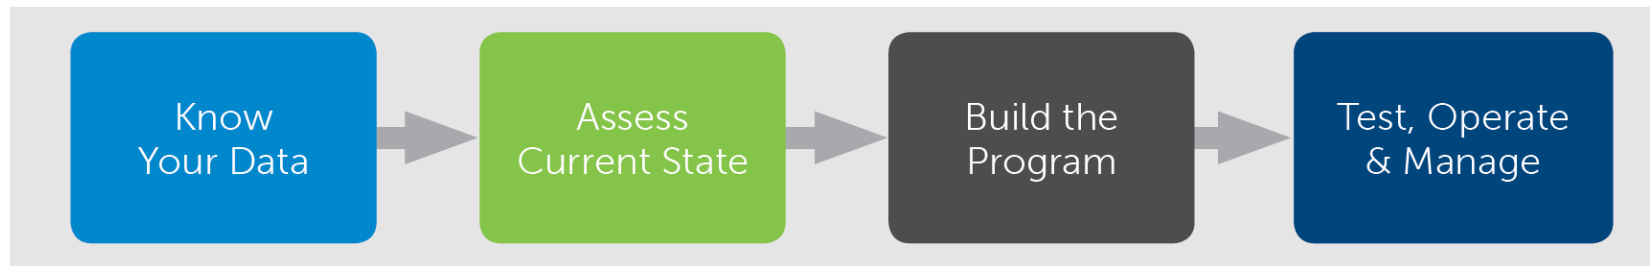 Know
Your Data
Assess
Current State
Build the
Program
Test, Operate
& Manage